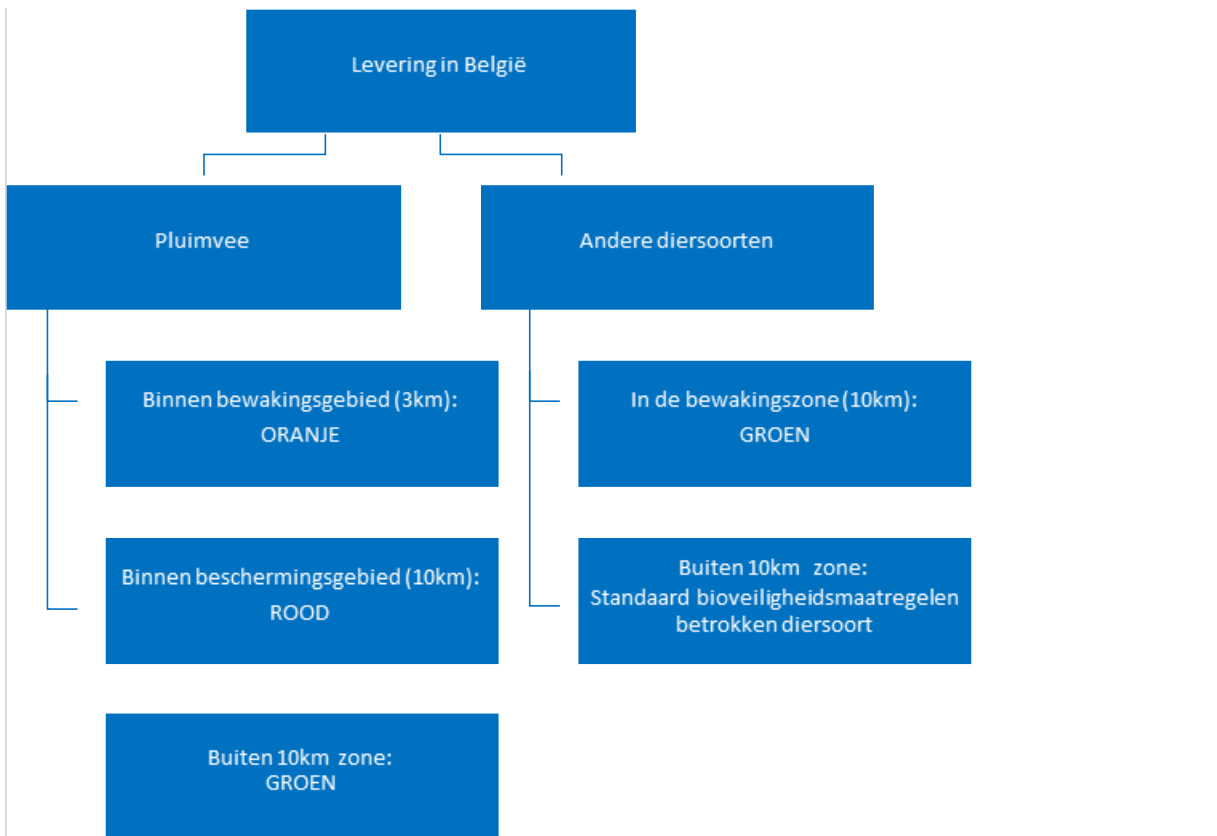 Levering in België
Pluimvee
Andere diersoorten
Binnen bewakingsgebied (3km):
ORANJE
In de bewakingszone (10km):
GROEN
Binnen beschermingsgebied (10km):
ROOD
Buiten 10km zone:
Standaard bioveiligheidsmaatregelen
betrokken diersoort
Buiten 10km zone:
GROEN